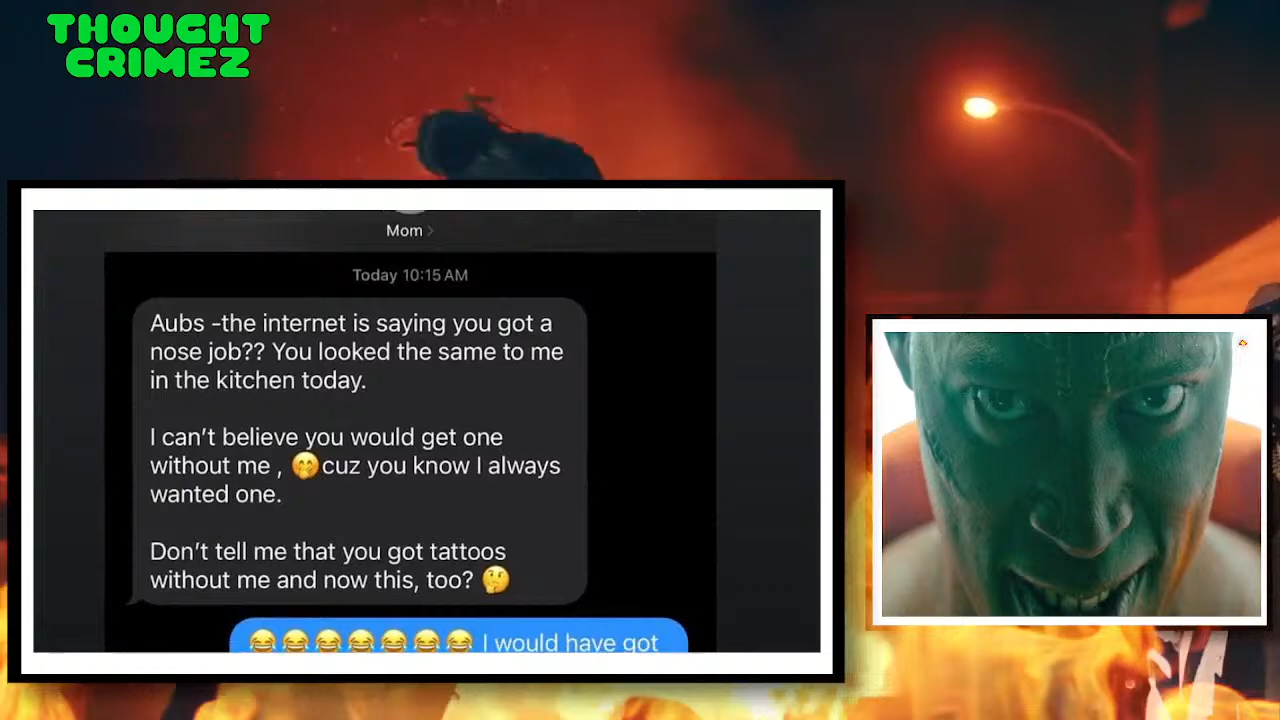 THOUGHT
CRIMEZ
Mom >
Today 10:15 AM
Aubs -the internet is saying you got a
nose job?? You looked the same to me
in the kitchen today.
I can’t believe you would get one
without me , 🤭cuz you know I always
wanted one.
Don’t tell me that you got tattoos
without me and now this, too? 🤔
😂😂😂😂😂😂😂 I would have got